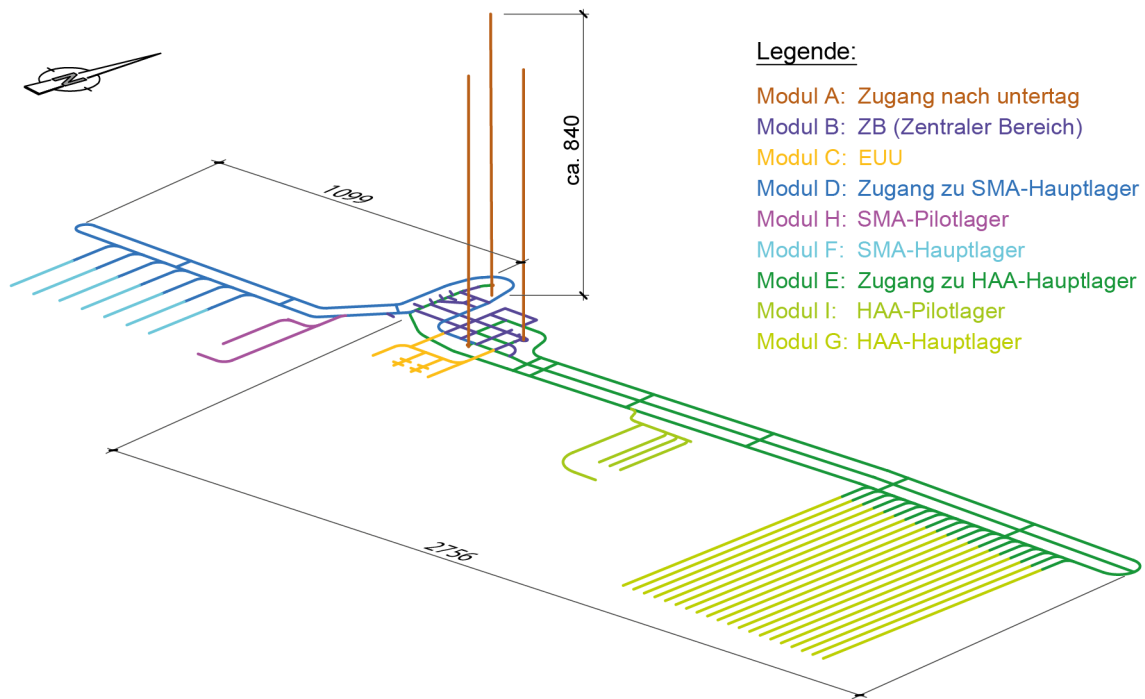 Legende:
Modul A: Zugang nach untertag
Modul B: ZB (Zentraler Bereich)
Modul C: EUU
Modul D: Zugang zu SMA-Hauptlager
Modul H: SMA-Pilotlager
Modul F: SMA-Hauptlager
Modul E: Zugang zu HAA-Hauptlager
Modul I: HAA-Pilotlager
Modul G: HAA-Hauptlager
ca. 840
N
1099
2756